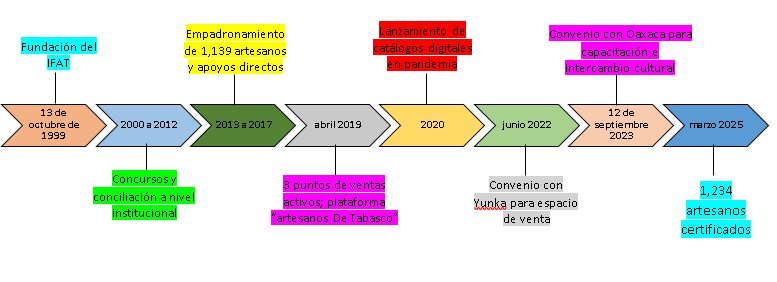 Fundación del
IFAT
Empadronamiento
de 1,139 artesanos
y apoyos directos
Lanzamiento de
catálogos digitales
en pandemia
Convenio con Oaxaca para
capacitación e
intercambio cultural
13 de
octubre de
1999
2000 a 2012
2013 a 2017
abril 2019
2020
junio 2022
12 de
septiembre
2023
marzo 2025
Concursos y
conciliación a nivel
institucional
3 puntos de ventas
activos; plataforma
“artesanos De Tabasco”
Convenio con
Yunka para espacio
de venta
1,234
artesanos
certificados